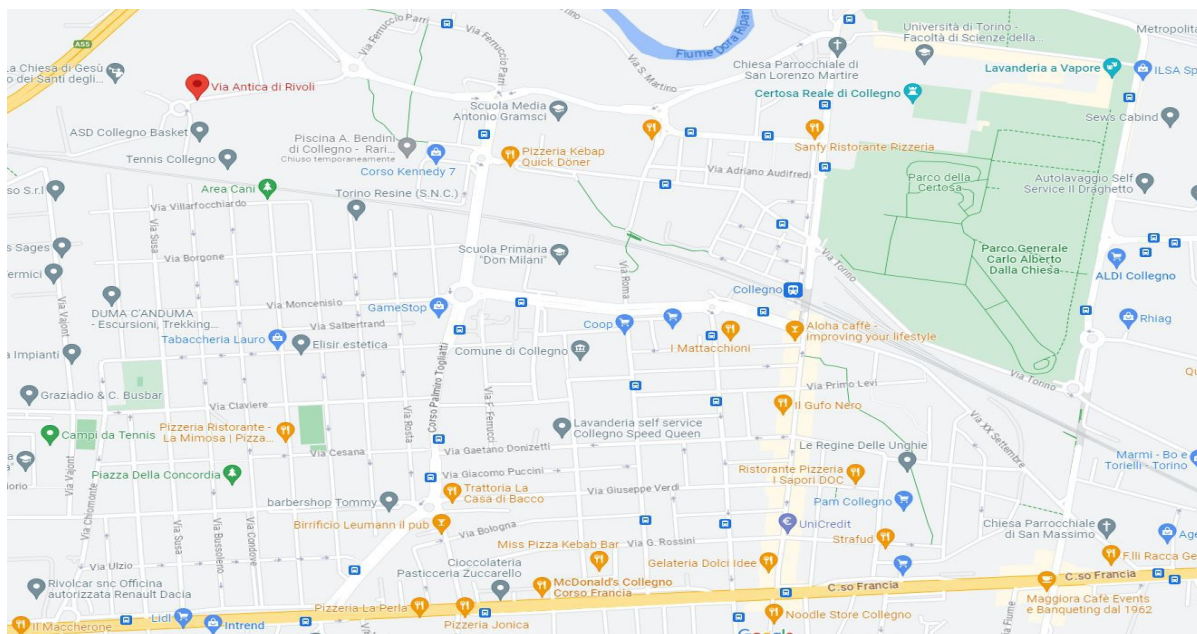 Via Ferruccio Parri
Via Ferruccio Parri
Martino
Fiume Dora Ripar
Università di Torino -
Facoltà di Scienze della...
Metropolita
A55
La Chiesa di Gesù
o dei Santi degli...
Via S. Martino
Chiesa Parrocchiale di
San Lorenzo Martire
Lavanderia a Vapore
ILSA Sp
Via Antica di Rivoli
Certosa Reale di Collegno
Scuola Media
Antonio Gramsci
Sews Cabind
ASD Collegno Basket
Piscina A. Bendini
di Collegno - Rari...
Chiuso temporaneamente
Pizzeria Kebap
Quick Döner
Sanfy Ristorante Pizzeria
Tennis Collegno
Corso Kennedy 7
Via Adriano Audifredi
Parco della
Certosa
Autolavaggio Self
Service Il Draghetto
so S.r.l
Area Cani
Torino Resine (S.N.C.)
Via Villarfocchiardo
Via Susa
s Sages
Scuola Primaria
"Don Milani"
Via Torino
Parco Generale
Carlo Alberto
Dalla Chiesa
Via Borgone
ermici
Via Roma
ALDI Collegno
Collegno
Via Vajont
DUMA C'ANDUMA
- Escursioni, Trekking...
Via Moncenisio
GameStop
Via Salbertrand
Coop
Aloha caffè -
improving your lifestyle
Rhiag
Tabaccheria Lauro
Elisir estetica
Comune di Collegno
I Mattacchioni
a Impianti
Corso Palmiro Togliatti
Via F. Ferrucci
Via Torino
Qu
Via Primo Levi
Graziadio & C. Busbar
Via Claviere
Il Gufo Nero
Via Rosta
Campi da Tennis
Pizzeria Ristorante -
La Mimosa | Pizza...
Lavanderia self service
Collegno Speed Queen
Via XX Settembre
Le Regine Delle Unghie
Via Cesana
Via Gaetano Donizetti
Marmi - Bo e
Torielli - Torino
Via Vajont
Piazza Della Concordia
Via Giacomo Puccini
Ristorante Pizzeria
I Sapori DOC
orio
Trattoria La
Casa di Bacco
Via Giuseppe Verdi
barbershop Tommy
Pam Collegno
Via Chiomonte
Via Susa
Via Bussoleno
Via Condove
Birrificio Leumann il pub
Via Bologna
UniCredit
Chiesa Parrocchiale
di San Massimo
Age
Miss Pizza Kebab Bar
Via G. Rossini
Strafud
Via Ulzio
Cioccolateria
Pasticceria Zuccarello
Gelateria Dolci Idee
F.lli Racca Ge
C.so Francia
C.so Francia
Rivolcar snc Officina
autorizzata Renault Dacia
McDonald's Collegno
Corso Francia
Maggiora Cafè Events
e Banqueting dal 1962
Pizzeria La Perla
Lidl
Intrend
Pizzeria Jonica
Noodle Store Collegno
Via Fiume
Il Maccherone
Google